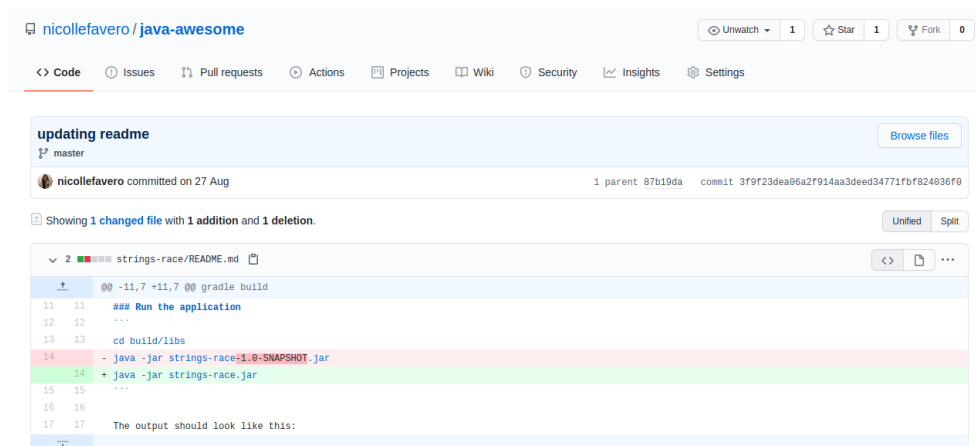 nicollefavero / java-awesome
Unwatch 1 Star 1 Fork 0
Code Issues Pull requests Actions Projects Wiki Security Insights Settings
updating readme
Browse files
master
nicollefavero committed on 27 Aug
1 parent 87b19da commit 3f9f23dea06a2f914aa3deed34771fbf824036f0
Showing 1 changed file with 1 addition and 1 deletion.
Unified Split
2 strings-race/README.md
@@ -11,7 +11,7 @@ gradle build
11 11 ### Run the application
12 12 ```
13 13 cd build/libs
14 - java -jar strings-race-1.0-SNAPSHOT.jar
14 + java -jar strings-race.jar
15 15 ```
16 16
17 17 The output should look like this: